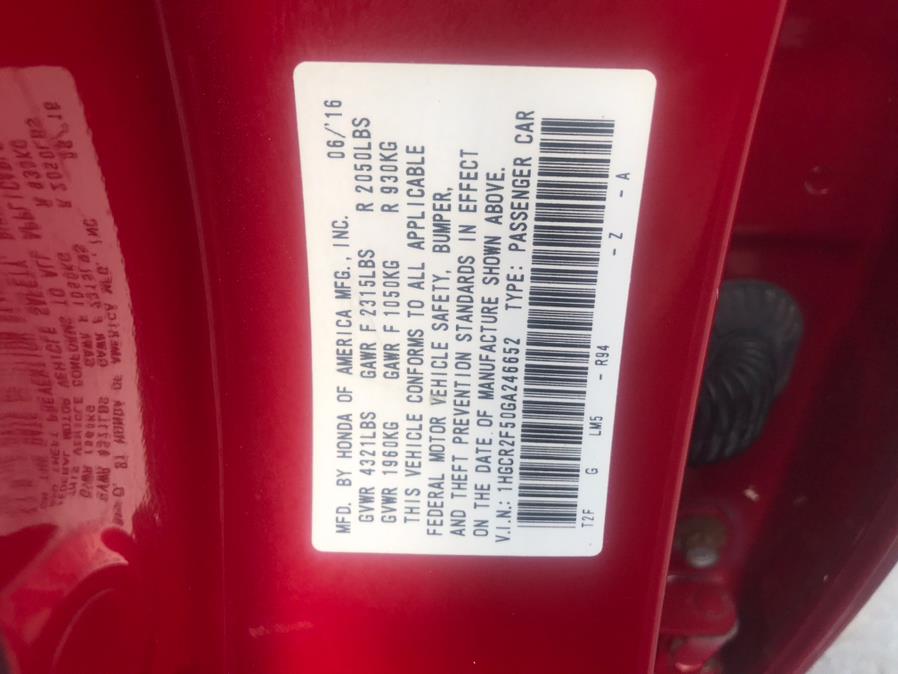 MFD. BY HONDA OF AMERICA MFG., INC. 06/'16
GVWR 4321LBS GAWR F 2315LBS R 2050LBS
GVWR 1960KG GAWR F 1050KG R 930KG
THIS VEHICLE CONFORMS TO ALL APPLICABLE
FEDERAL MOTOR VEHICLE SAFETY, BUMPER,
AND THEFT PREVENTION STANDARDS IN EFFECT
ON THE DATE OF MANUFACTURE SHOWN ABOVE.
V.I.N.: 1HGCR2F50GA246652 TYPE: PASSENGER CAR
T2F G LM5 - R94 - Z - A